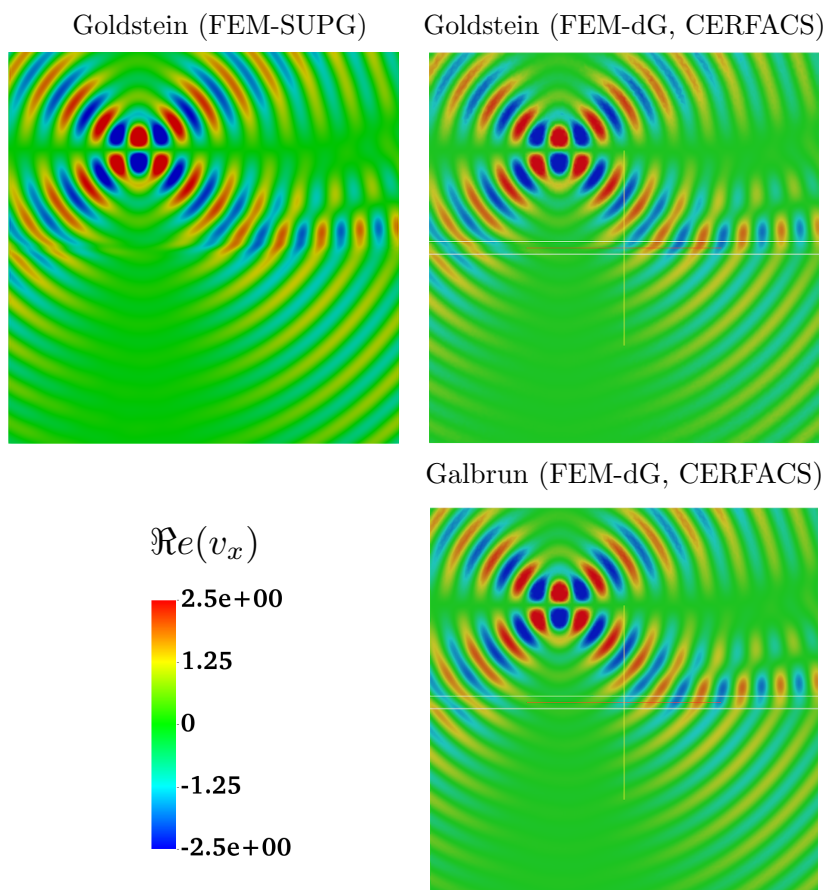 Goldstein (FEM-SUPG)
Goldstein (FEM-dG, CERFACS)
Galbrun (FEM-dG, CERFACS)
ℜe(vₓ)
2.5e+00
1.25
0
-1.25
-2.5e+00